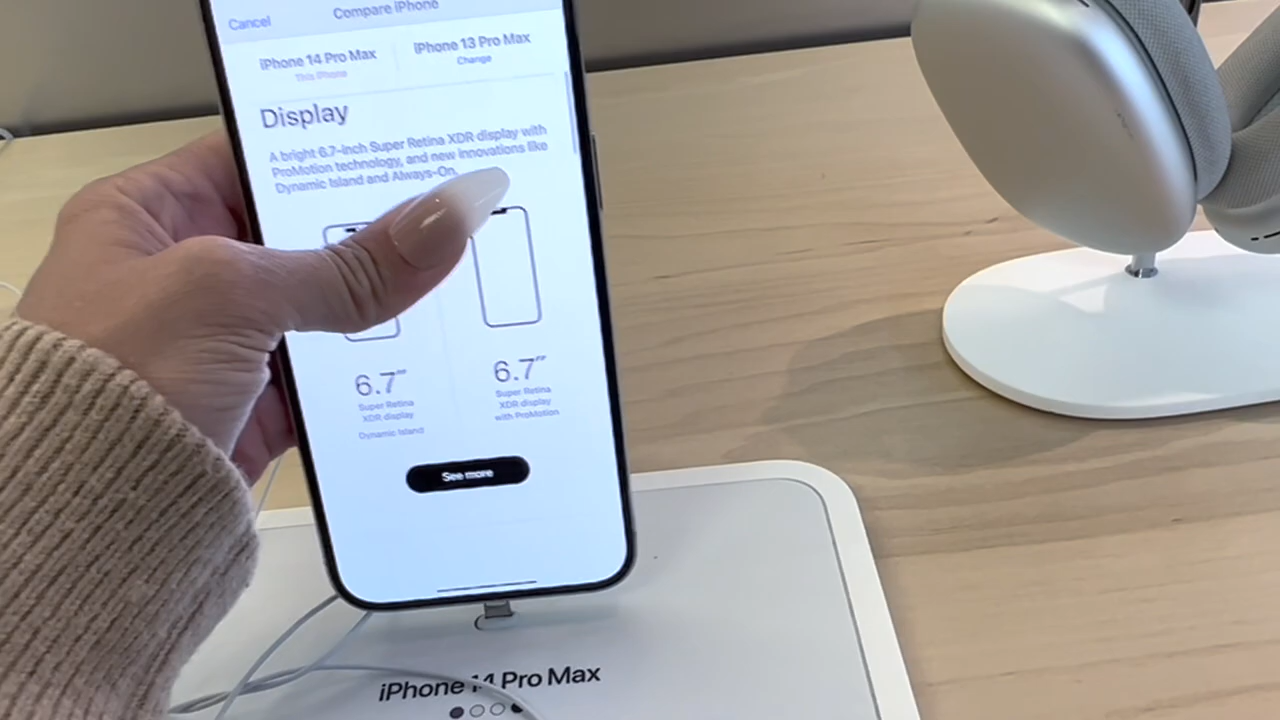 Cancel
Compare iPhone
iPhone 14 Pro Max
This iPhone
iPhone 13 Pro Max
Change
Display
A bright 6.7-inch Super Retina XDR display with
ProMotion technology, and new innovations like
Dynamic Island and Always-On.
6.7"
Super Retina
XDR display
Dynamic Island
6.7"
Super Retina
XDR display
with ProMotion
See more
iPhone 14 Pro Max